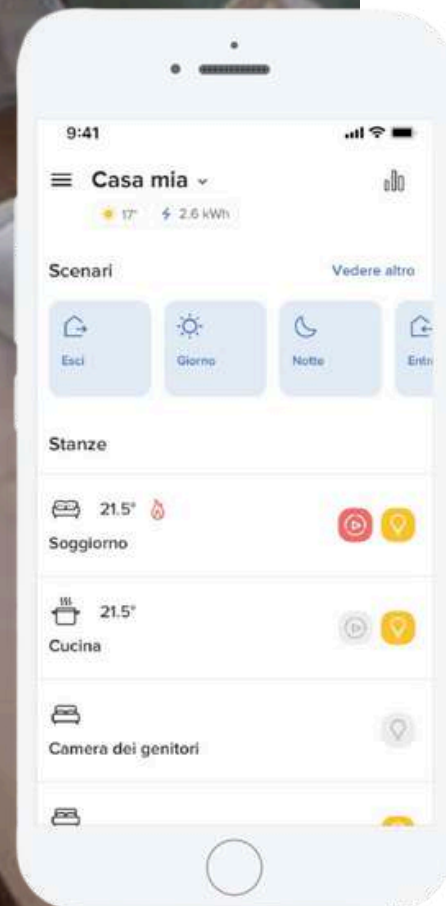 9:41
Casa mia
17° 2.6 kWh
Scenari Vedere altro
Esci Giorno Notte Entr
Stanze
21.5°
Soggiorno
21.5°
Cucina
Camera dei genitori